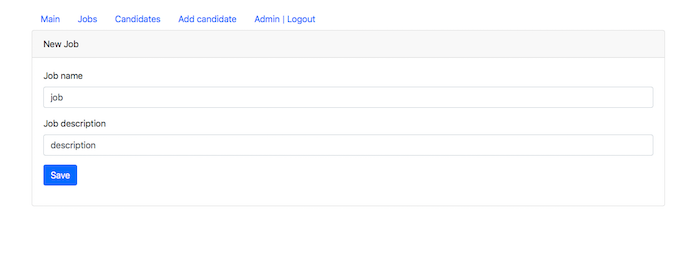 Main Jobs Candidates Add candidate Admin | Logout
New Job
Job name
job
Job description
description
Save